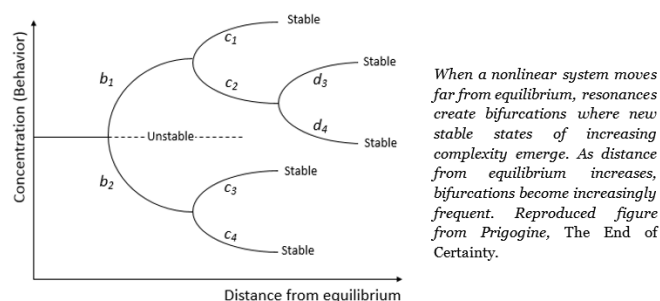 Concentration (Behavior)
b1
b2
Unstable
c1
c2
c3
c4
d3
d4
Stable
Stable
Stable
Stable
Stable
Distance from equilibrium
When a nonlinear system moves
far from equilibrium, resonances
create bifurcations where new
stable states of increasing
complexity emerge. As distance
from equilibrium increases,
bifurcations become increasingly
frequent. Reproduced figure
from Prigogine, The End of
Certainty.